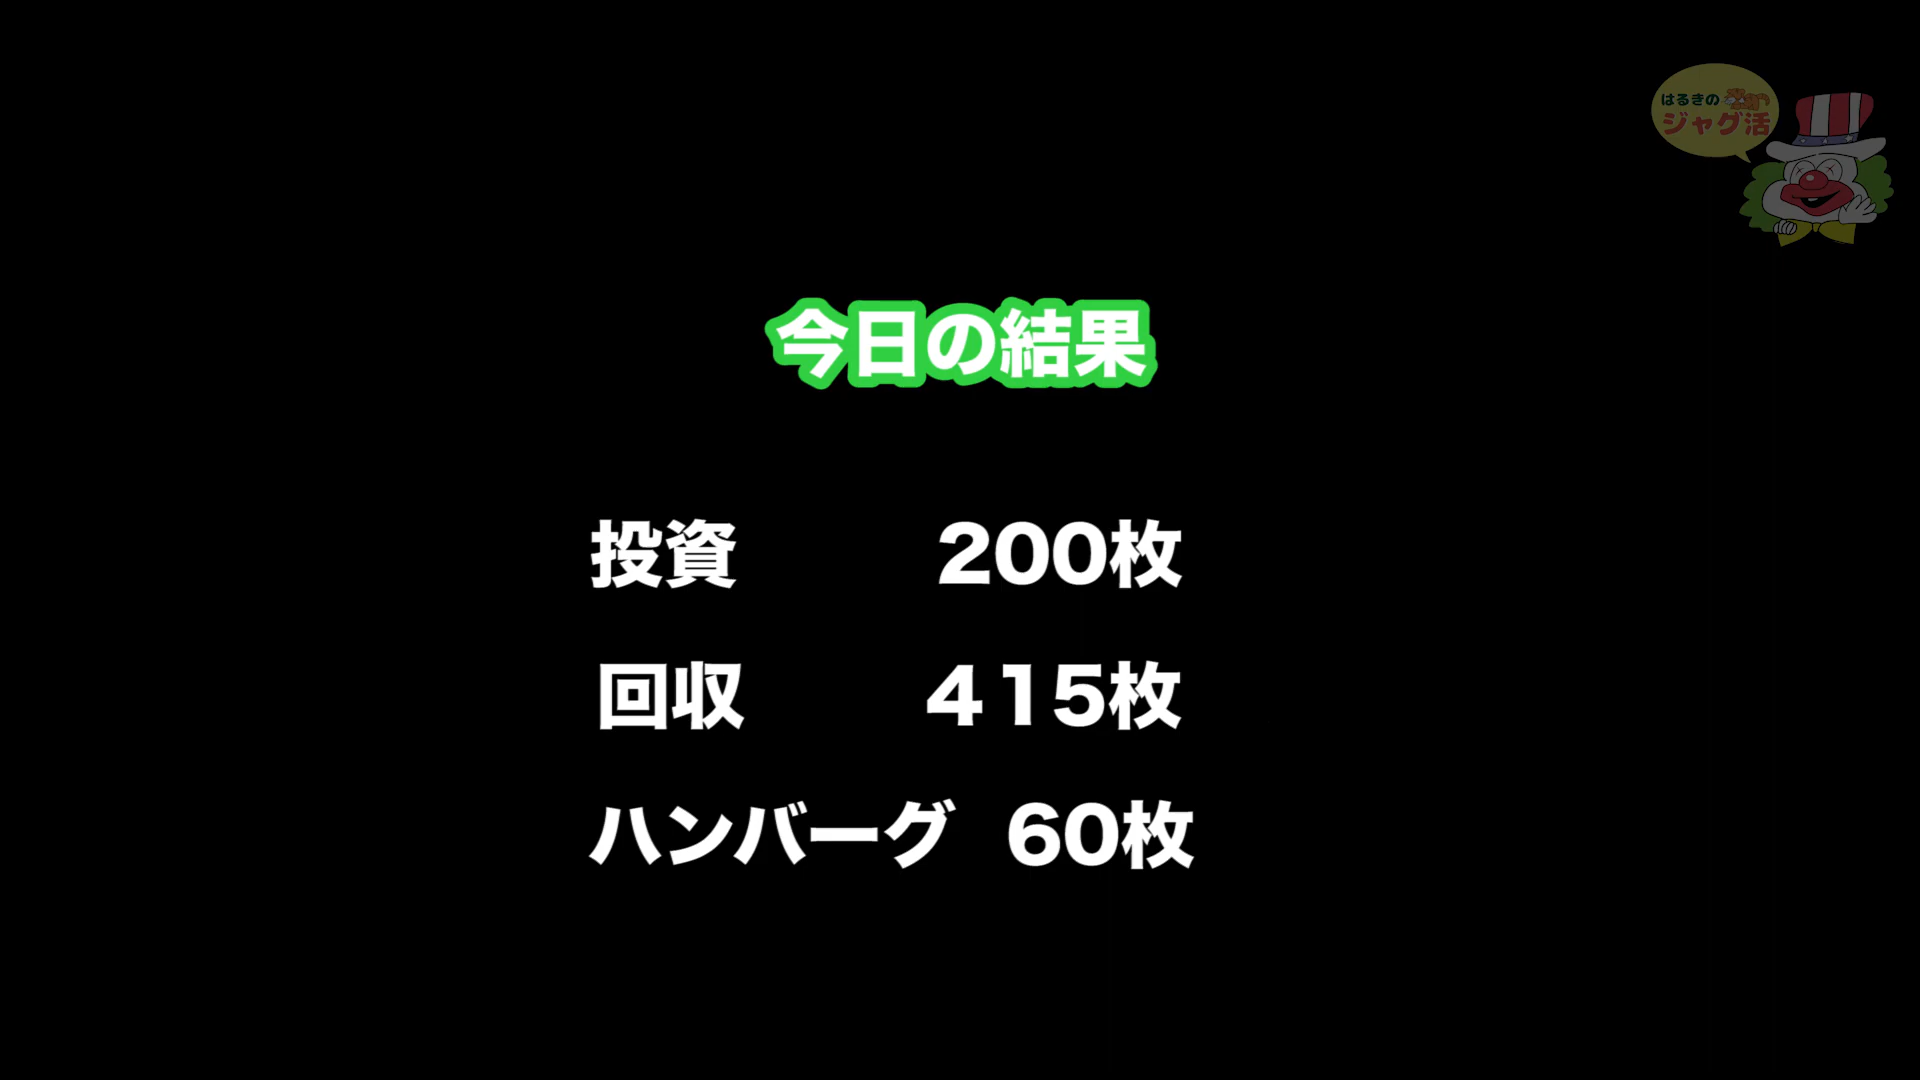 はるきの
ジャグ活
今日の結果
投資 200枚
回収 415枚
ハンバーグ 60枚